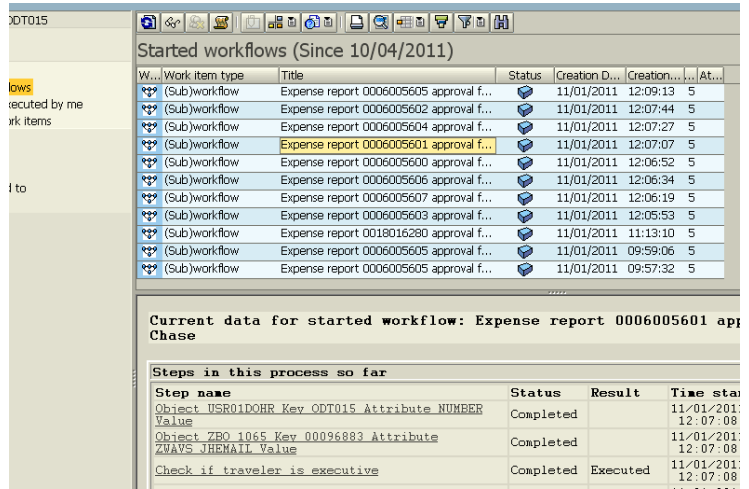 ODT015
Started workflows (Since 10/04/2011)
W... Work item type Title Status Creation D... Creation... ... At...
(Sub)workflow Expense report 0006005605 approval f... 11/01/2011 12:09:13 5
(Sub)workflow Expense report 0006005602 approval f... 11/01/2011 12:07:44 5
(Sub)workflow Expense report 0006005604 approval f... 11/01/2011 12:07:27 5
(Sub)workflow Expense report 0006005601 approval f... 11/01/2011 12:07:07 5
(Sub)workflow Expense report 0006005600 approval f... 11/01/2011 12:06:52 5
(Sub)workflow Expense report 0006005606 approval f... 11/01/2011 12:06:34 5
(Sub)workflow Expense report 0006005607 approval f... 11/01/2011 12:06:19 5
(Sub)workflow Expense report 0006005603 approval f... 11/01/2011 12:05:53 5
(Sub)workflow Expense report 0018016280 approval f... 11/01/2011 11:13:10 5
(Sub)workflow Expense report 0006005605 approval f... 11/01/2011 09:59:06 5
(Sub)workflow Expense report 0006005605 approval f... 11/01/2011 09:57:32 5
lows
xecuted by me
ork items
d to
Current data for started workflow: Expense report 0006005601 app
Chase
Steps in this process so far
Step name Status Result Time star
Object USR01DOHR Key ODT015 Attribute NUMBER Completed 11/01/2011
Value 12:07:08
Object ZBO 1065 Key 00096883 Attribute Completed 11/01/2011
ZWAVS JHEMAIL Value 12:07:08
Check if traveler is executive Completed Executed 11/01/2011
12:07:08